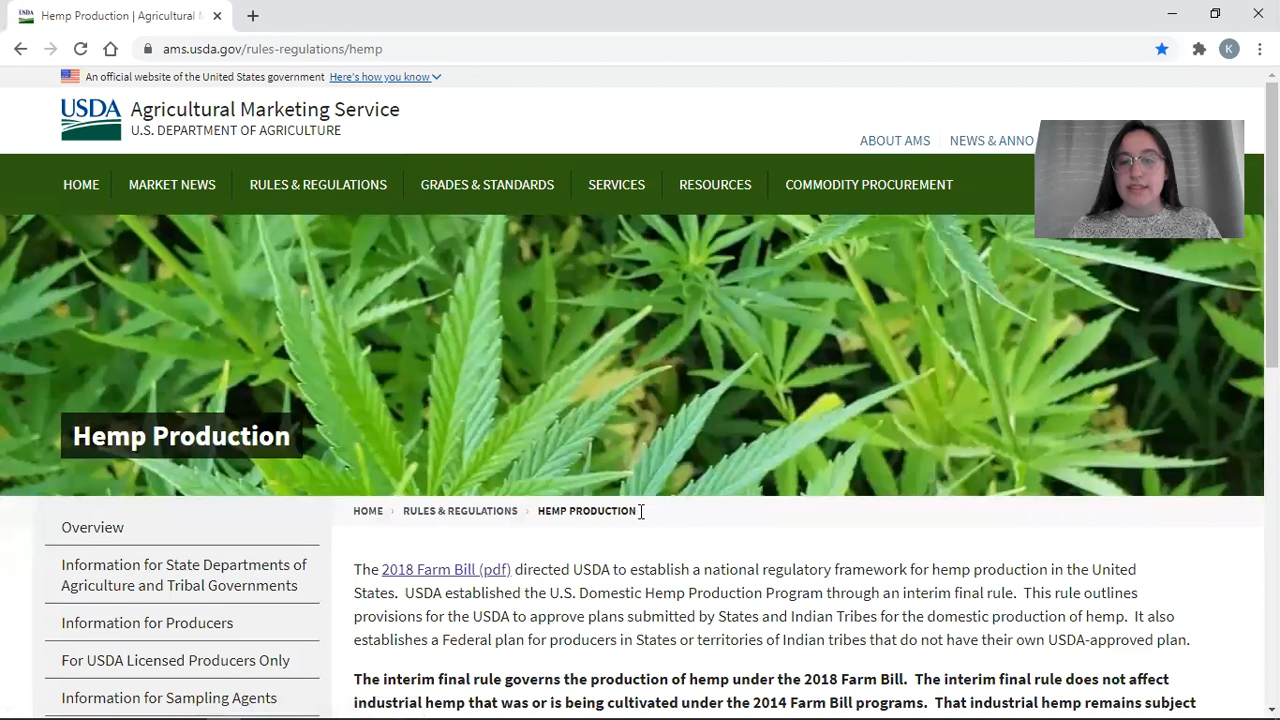 USDA
Hemp Production | Agricultural M
ams.usda.gov/rules-regulations/hemp
K
An official website of the United States government Here's how you know
USDA
Agricultural Marketing Service
U.S. DEPARTMENT OF AGRICULTURE
ABOUT AMS NEWS & ANNO
HOME MARKET NEWS RULES & REGULATIONS GRADES & STANDARDS SERVICES RESOURCES COMMODITY PROCUREMENT
Hemp Production
HOME › RULES & REGULATIONS › HEMP PRODUCTION
Overview
Information for State Departments of
Agriculture and Tribal Governments
Information for Producers
For USDA Licensed Producers Only
Information for Sampling Agents
The 2018 Farm Bill (pdf) directed USDA to establish a national regulatory framework for hemp production in the United
States. USDA established the U.S. Domestic Hemp Production Program through an interim final rule. This rule outlines
provisions for the USDA to approve plans submitted by States and Indian Tribes for the domestic production of hemp. It also
establishes a Federal plan for producers in States or territories of Indian tribes that do not have their own USDA-approved plan.
The interim final rule governs the production of hemp under the 2018 Farm Bill. The interim final rule does not affect
industrial hemp that was or is being cultivated under the 2014 Farm Bill programs. That industrial hemp remains subject